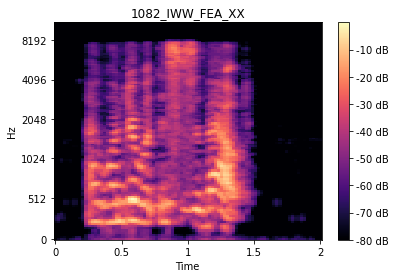 1082_IWW_FEA_XX
8192
4096
2048
1024
512
0
Hz
0
0.5
1
1.5
2
Time
-10 dB
-20 dB
-30 dB
-40 dB
-50 dB
-60 dB
-70 dB
-80 dB